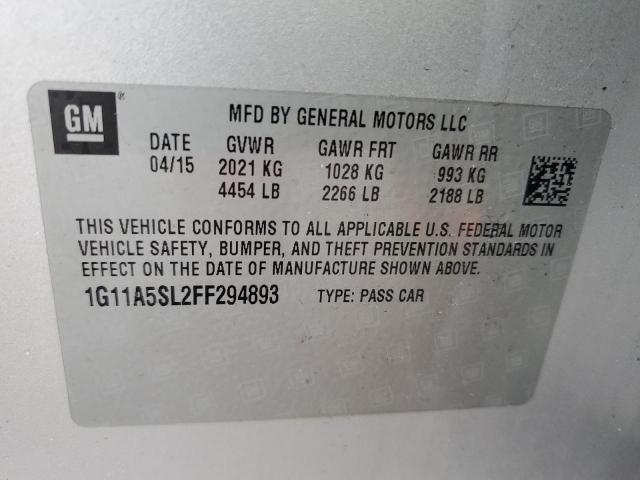 GM®
MFD BY GENERAL MOTORS LLC
DATE GVWR GAWR FRT GAWR RR
04/15 2021 KG 1028 KG 993 KG
4454 LB 2266 LB 2188 LB
THIS VEHICLE CONFORMS TO ALL APPLICABLE U.S. FEDERAL MOTOR
VEHICLE SAFETY, BUMPER, AND THEFT PREVENTION STANDARDS IN
EFFECT ON THE DATE OF MANUFACTURE SHOWN ABOVE.
1G11A5SL2FF294893 TYPE: PASS CAR